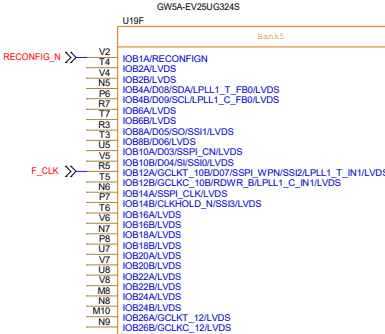 GW5A-EV25UG324S
U19F
Bank5
RECONFIG_N V2 IOB1A/RECONFIGN
T4 IOB2A/LVDS
V4 IOB2B/LVDS
N5 IOB4A/D08/SDA/LPLL1_T_FB0/LVDS
P6 IOB4B/D09/SCL/LPLL1_C_FB0/LVDS
R7 IOB6A/LVDS
T7 IOB6B/LVDS
R3 IOB8A/D05/SO/SSI1/LVDS
T3 IOB8B/D06/LVDS
U5 IOB10A/D03/SSPI_CN/LVDS
V5 IOB10B/D04/SI/SSI0/LVDS
F_CLK R5 IOB12A/GCLKT_10B/D07/SSPI_WPN/SSI2/LPLL1_T_IN1/LVDS
T5 IOB12B/GCLKC_10B/RDWR_B/LPLL1_C_IN1/LVDS
N6 IOB14A/SSPI_CLK/LVDS
P7 IOB14B/CLKHOLD_N/SSI3/LVDS
T6 IOB16A/LVDS
V6 IOB16B/LVDS
N7 IOB18A/LVDS
P8 IOB18B/LVDS
U7 IOB20A/LVDS
V7 IOB20B/LVDS
U8 IOB22A/LVDS
V8 IOB22B/LVDS
M8 IOB24A/LVDS
N8 IOB24B/LVDS
M10 IOB26A/GCLKT_12/LVDS
N9 IOB26B/GCLKC_12/LVDS